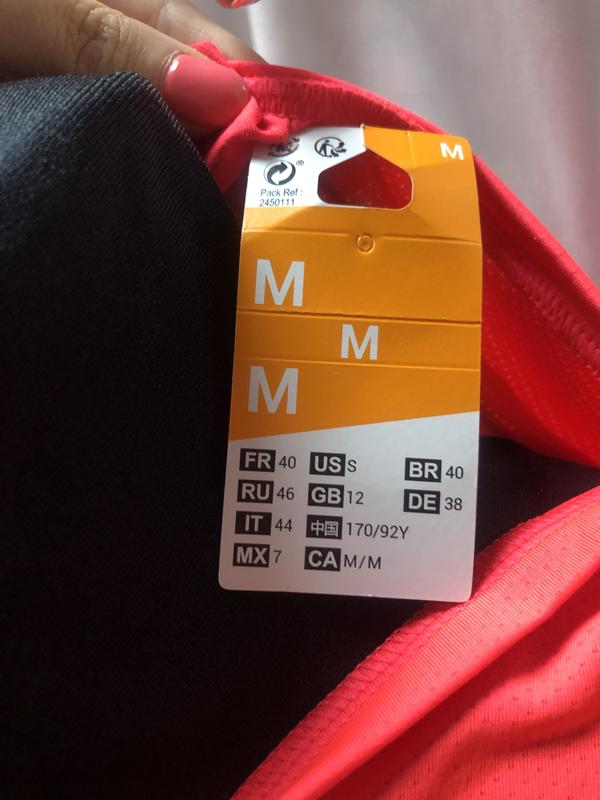 M
®
Pack Ref :
2450111
M
M
M
FR 40 US S BR 40
RU 46 GB 12 DE 38
IT 44 中国 170/92Y
MX 7 CA M/M